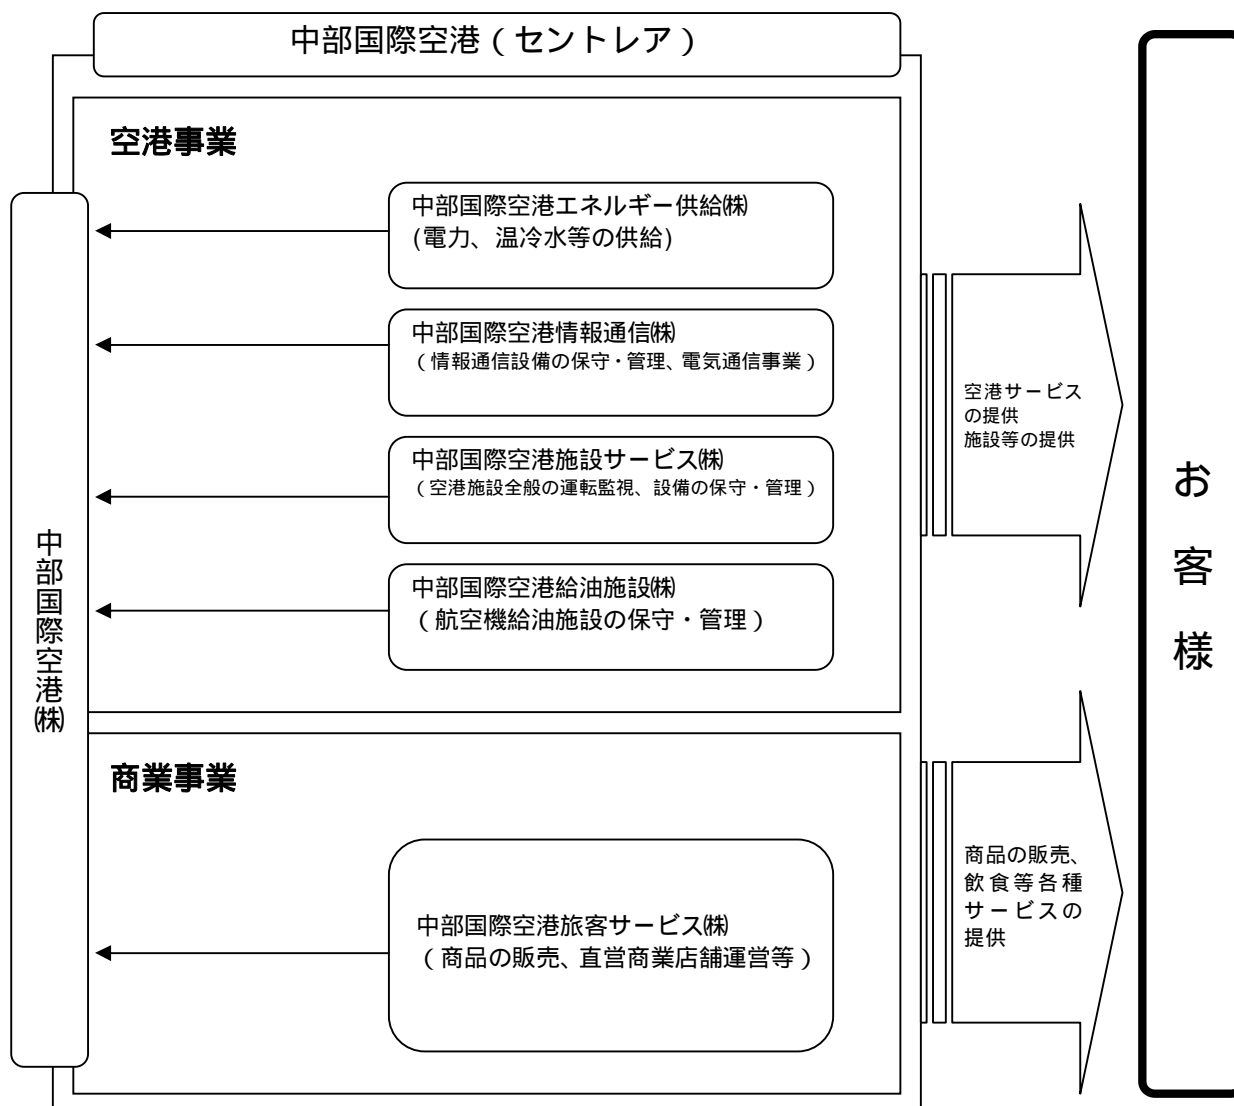 中部国際空港（セントレア）
空港事業
中部国際空港エネルギー供給㈱
(電力、温冷水等の供給)
中部国際空港情報通信㈱
（情報通信設備の保守・管理、電気通信事業）
中部国際空港施設サービス㈱
（空港施設全般の運転監視、設備の保守・管理）
中部国際空港給油施設㈱
（航空機給油施設の保守・管理）
中部国際空港㈱
商業事業
中部国際空港旅客サービス㈱
（商品の販売、直営商業店舗運営等）
空港サービス
の提供
施設等の提供
商品の販売、
飲食等各種
サービスの
提供
お客様